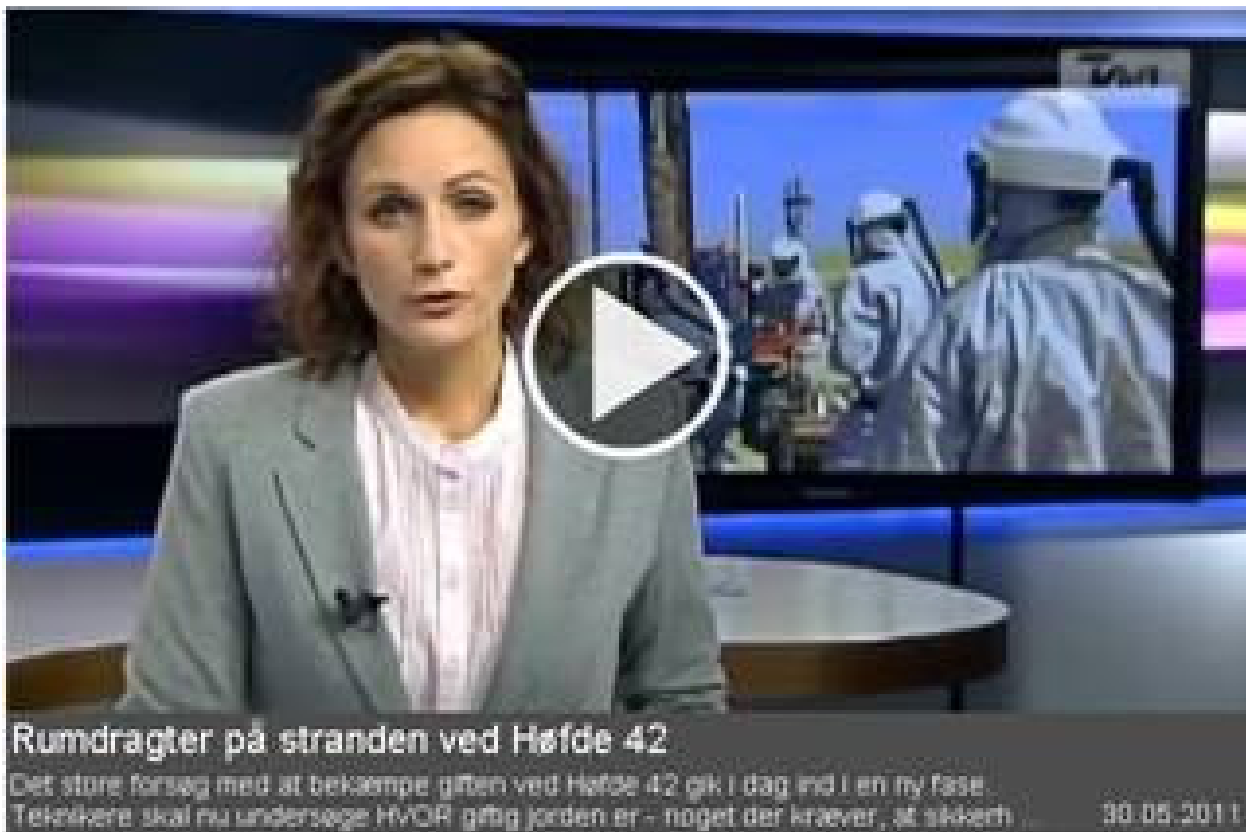 Rumdragter på stranden ved Høfde 42
Det store forsøg med at bekæmpe giften ved Høfde 42 gik i dag ind i en ny fase.
Teknikere skal nu undersøge HVOR giftig jorden er - noget der kræver, at sikkerh
30.05.2011